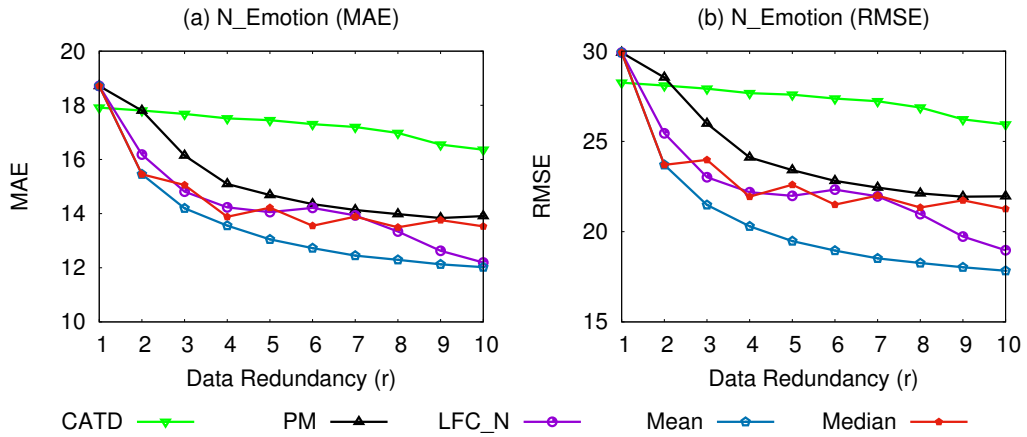 (a) N_Emotion (MAE)
20
18
16
14
12
10
MAE
1 2 3 4 5 6 7 8 9 10
Data Redundancy (r)
(b) N_Emotion (RMSE)
30
25
20
15
RMSE
1 2 3 4 5 6 7 8 9 10
Data Redundancy (r)
CATD PM LFC_N Mean Median